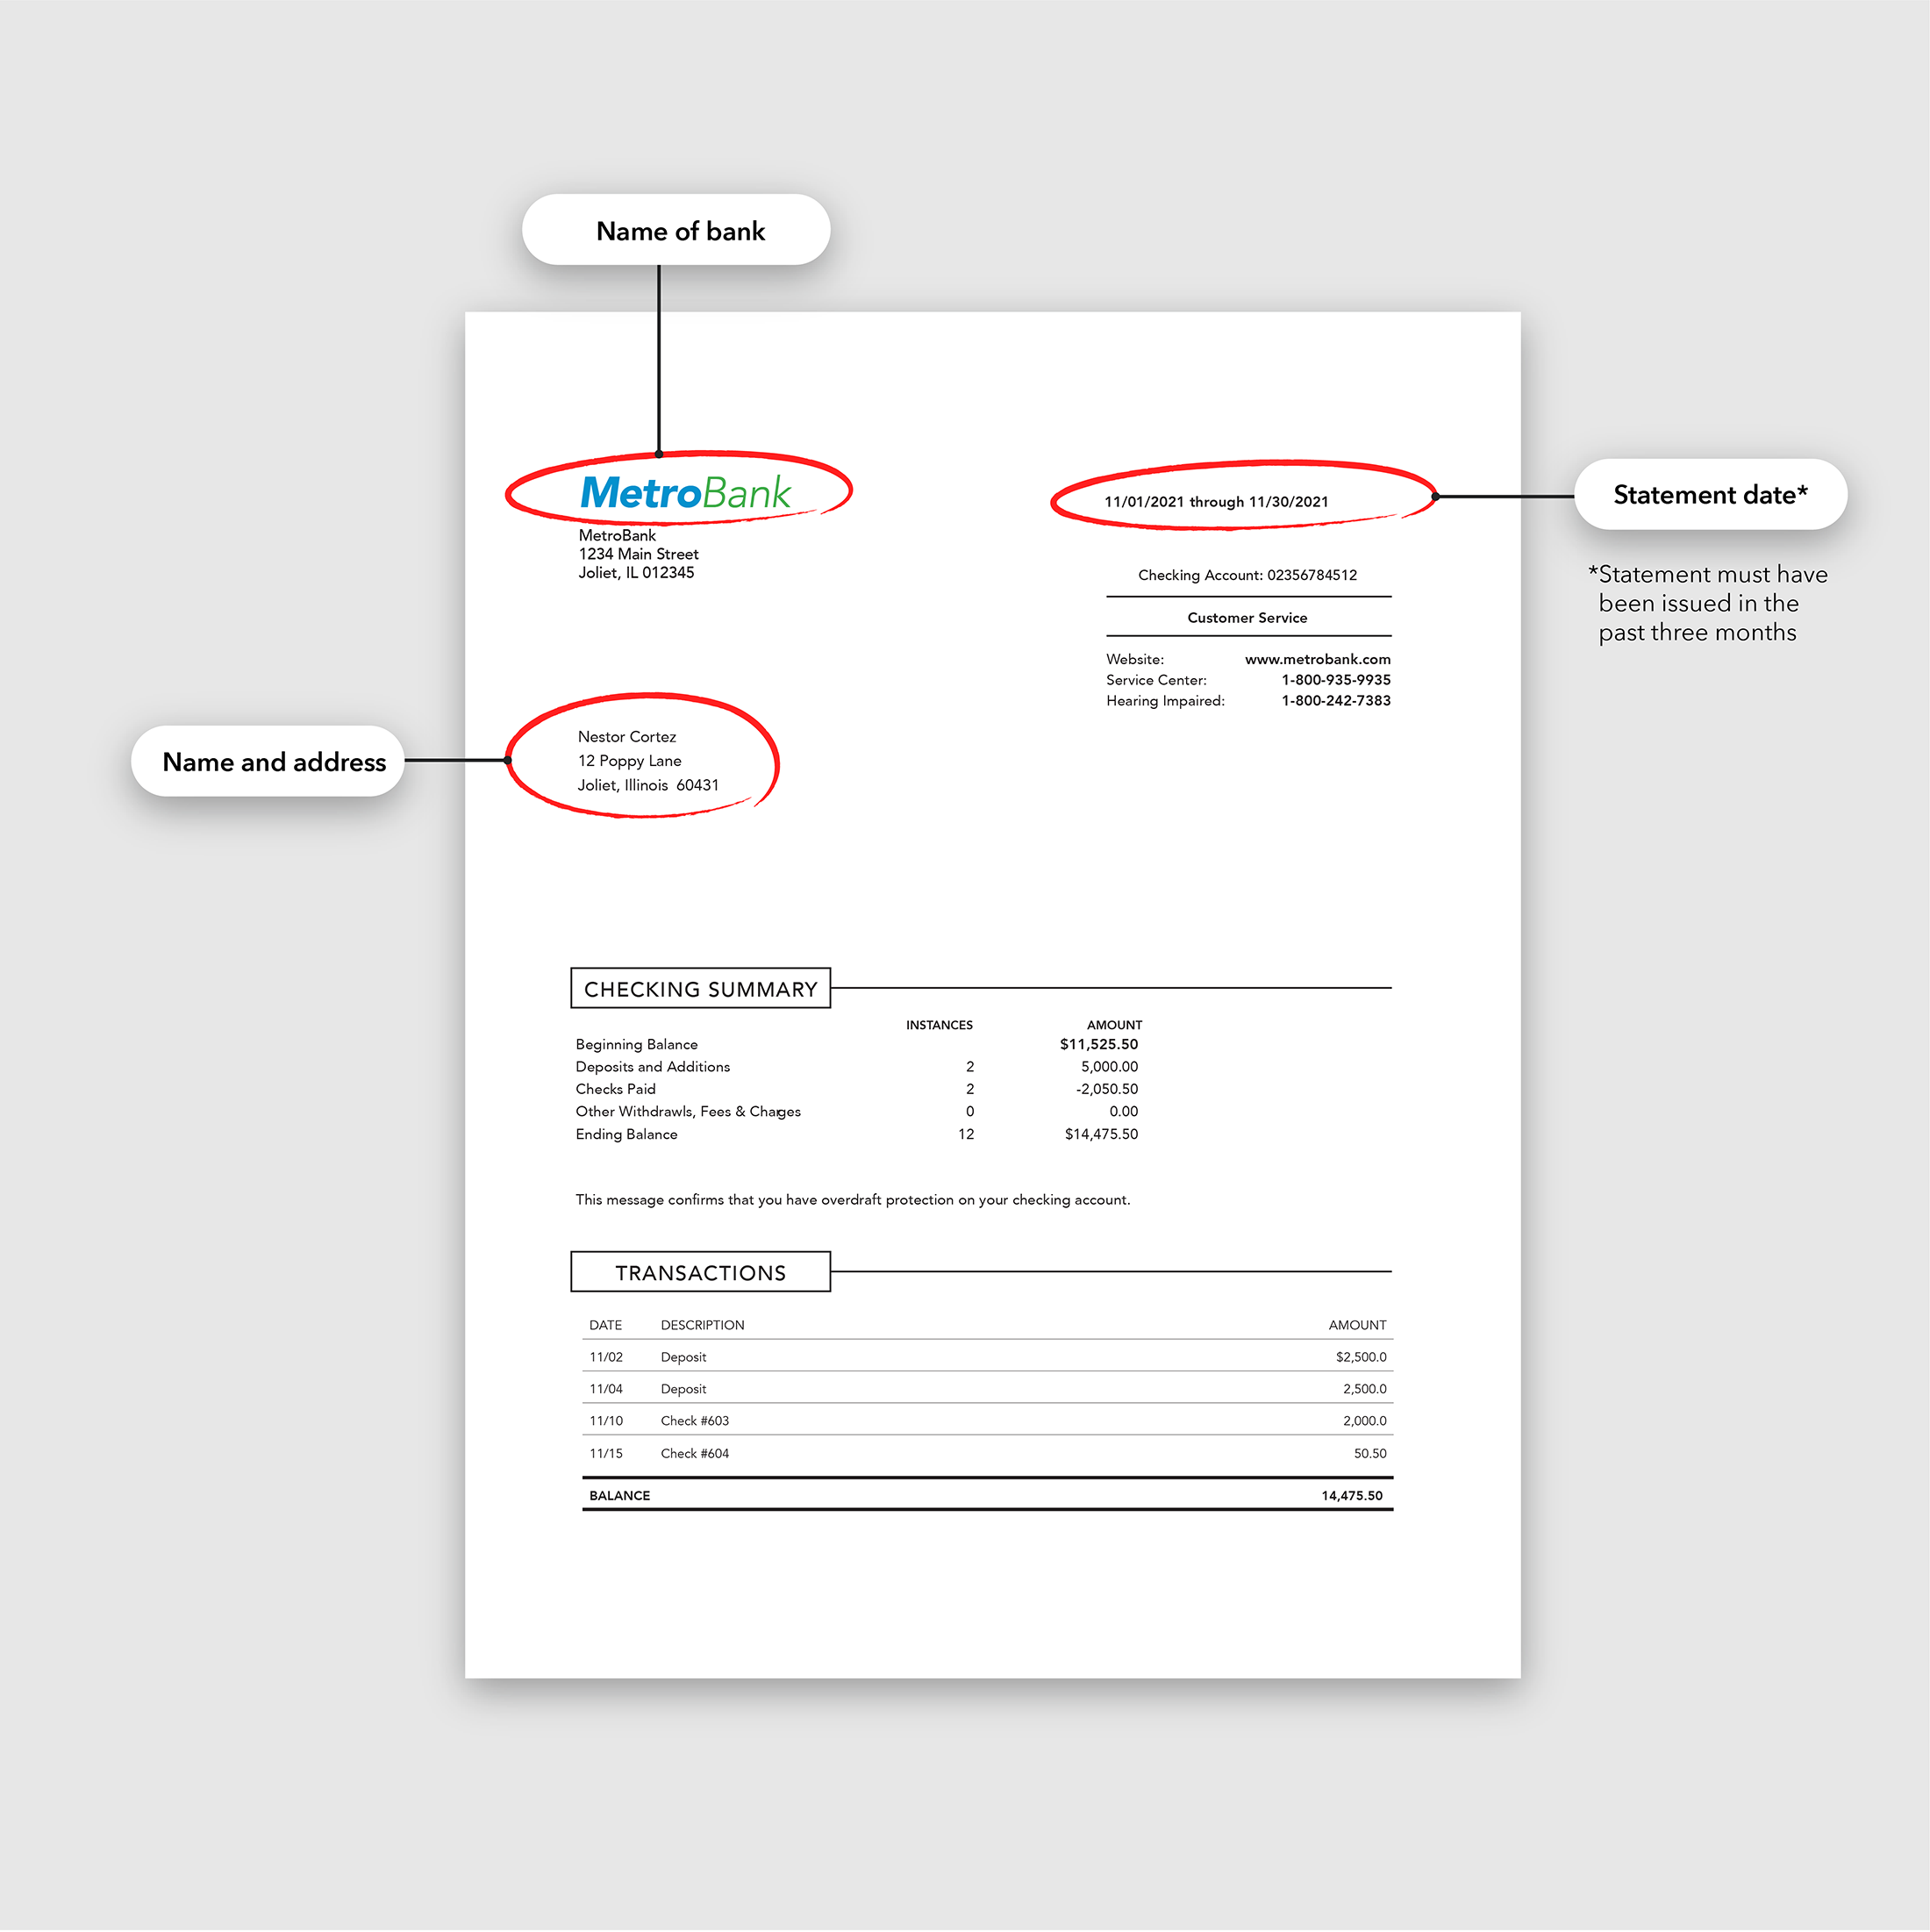 Name of bank
MetroBank
MetroBank
1234 Main Street
Joliet, IL 012345
11/01/2021 through 11/30/2021
Statement date*
*Statement must have
been issued in the
past three months
Checking Account: 02356784512
Customer Service
Website: www.metrobank.com
Service Center: 1-800-935-9935
Hearing Impaired: 1-800-242-7383
Name and address
Nestor Cortez
12 Poppy Lane
Joliet, Illinois 60431
CHECKING SUMMARY
INSTANCES AMOUNT
Beginning Balance $11,525.50
Deposits and Additions 2 5,000.00
Checks Paid 2 -2,050.50
Other Withdrawls, Fees & Charges 0 0.00
Ending Balance 12 $14,475.50
This message confirms that you have overdraft protection on your checking account.
TRANSACTIONS
DATE DESCRIPTION AMOUNT
11/02 Deposit $2,500.0
11/04 Deposit 2,500.0
11/10 Check #603 2,000.0
11/15 Check #604 50.50
BALANCE 14,475.50